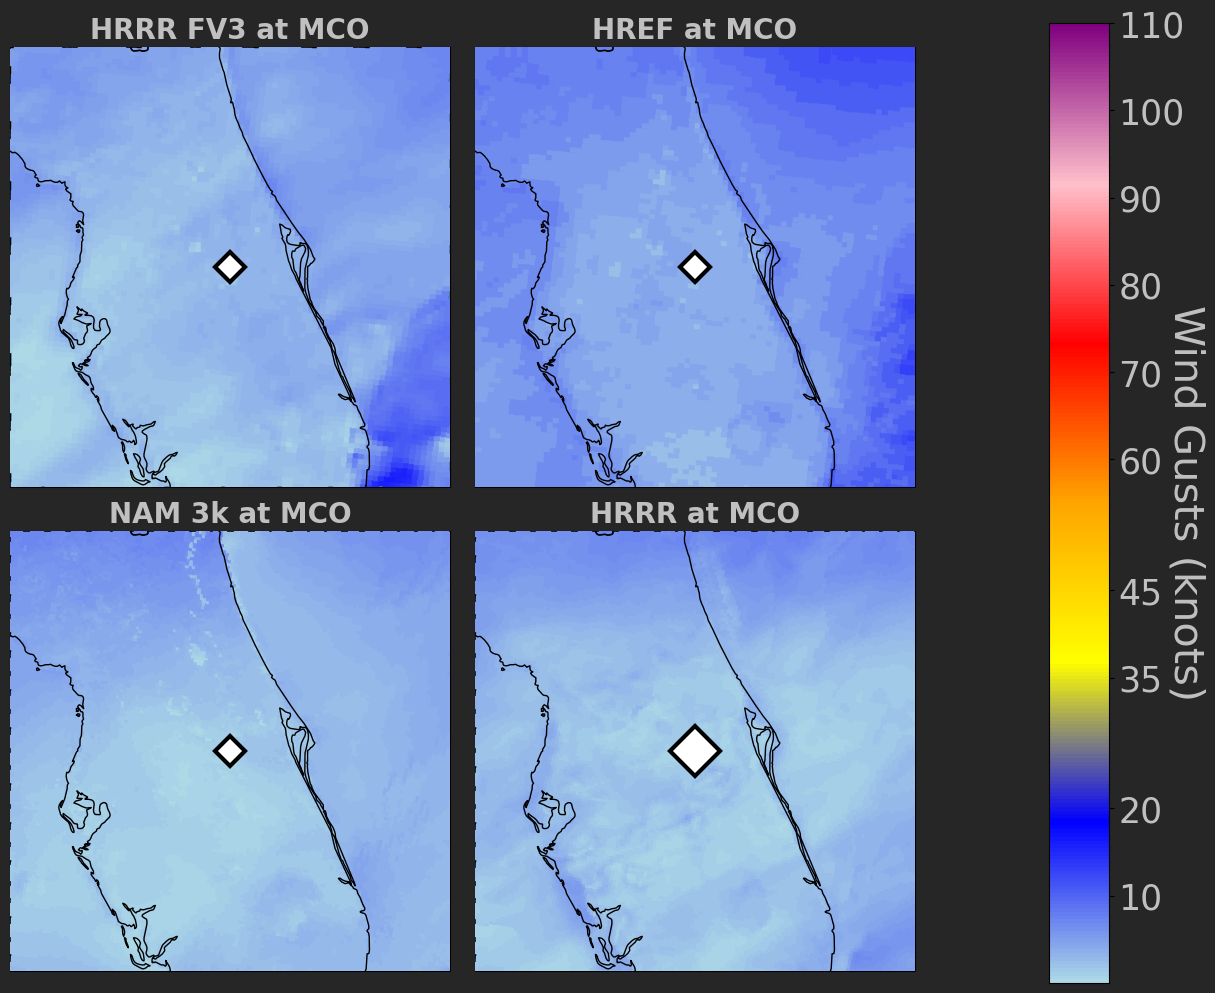 HRRR FV3 at MCO
HREF at MCO
NAM 3k at MCO
HRRR at MCO
110
100
90
80
70
60
45
35
20
10
Wind Gusts (knots)